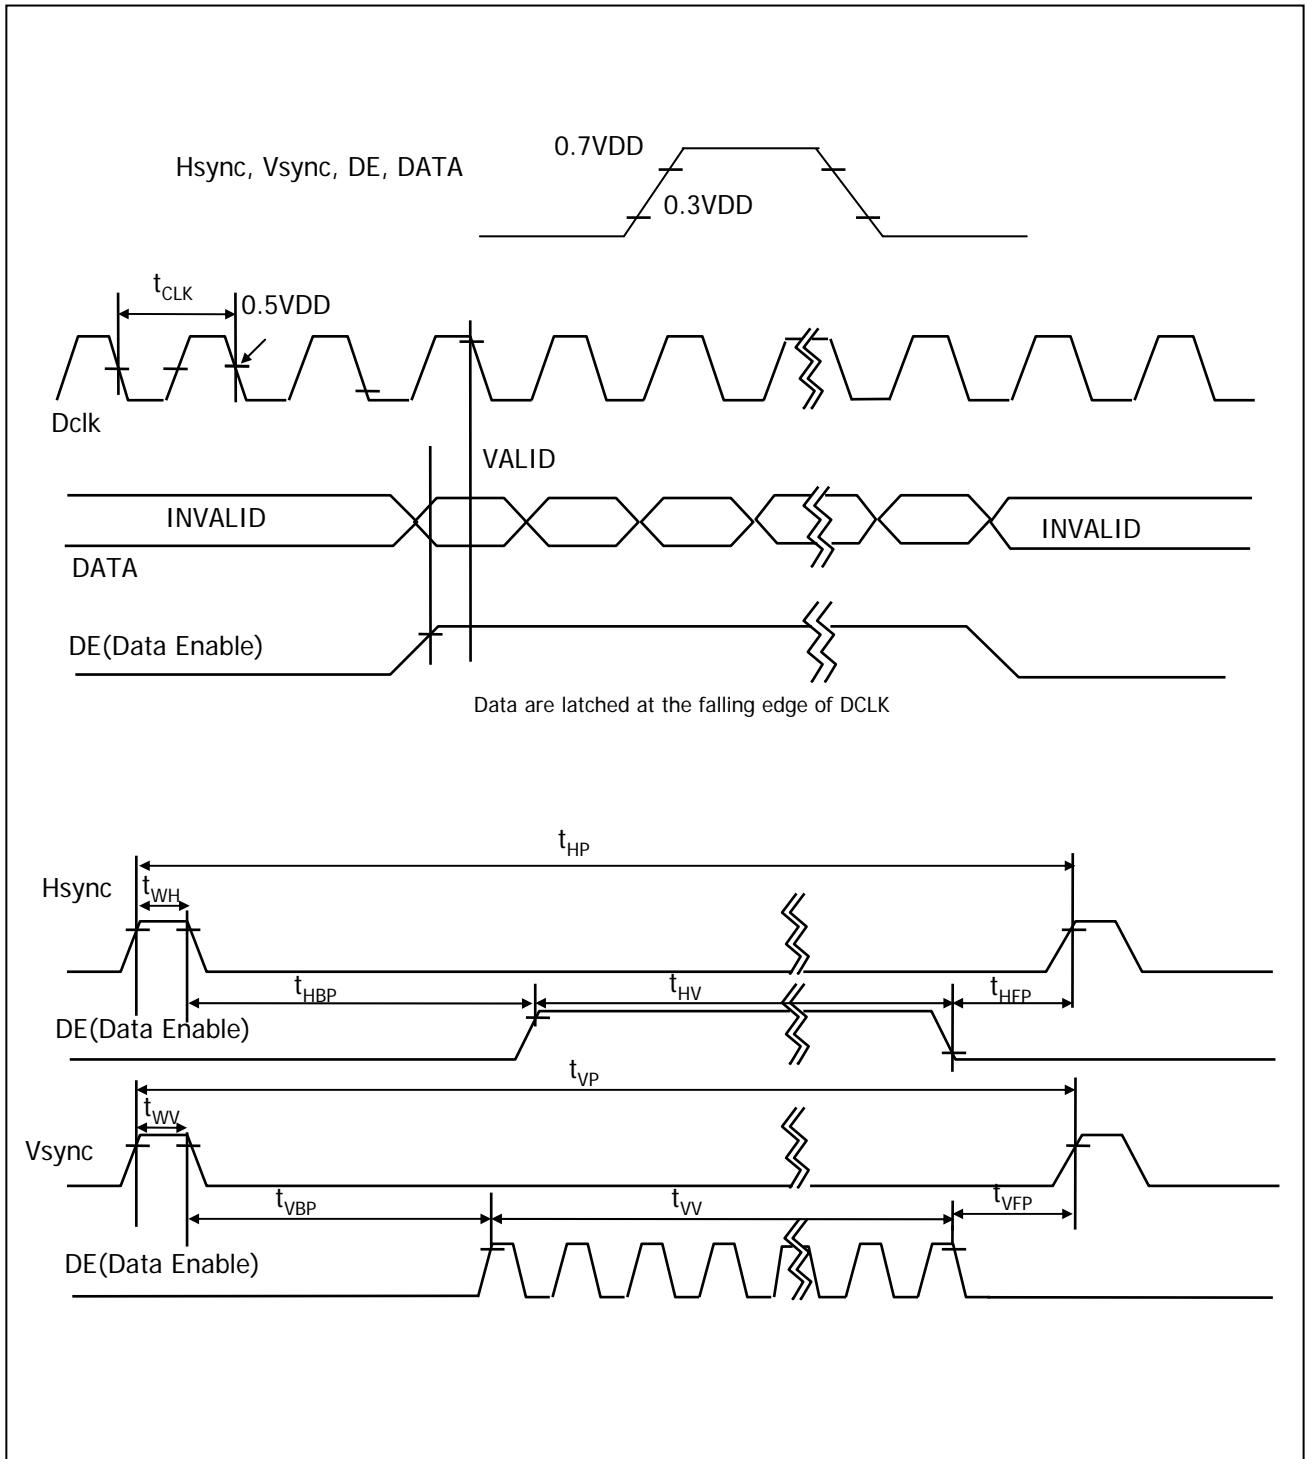 0.7VDD
Hsync, Vsync, DE, DATA
0.3VDD
tCLK
0.5VDD
Dclk
VALID
INVALID
INVALID
DATA
DE(Data Enable)
Data are latched at the falling edge of DCLK
tHP
Hsync
tWH
tHBP
tHV
tHFP
DE(Data Enable)
tVP
tWV
Vsync
tVBP
tVV
tVFP
DE(Data Enable)